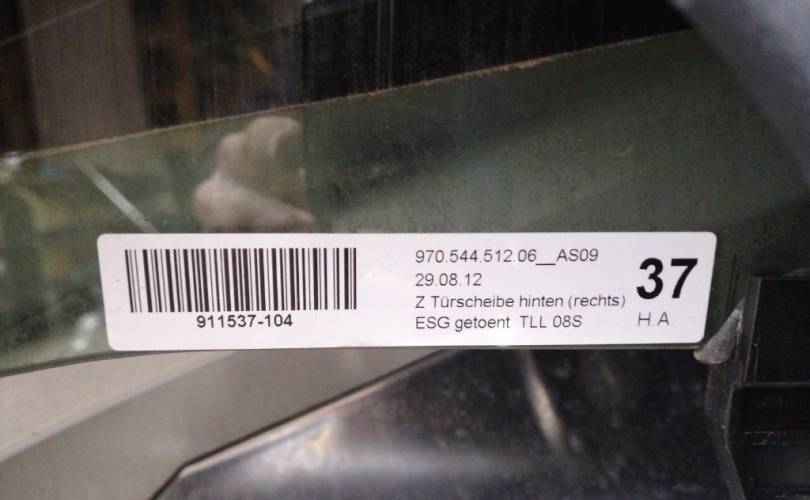 911537-104
970.544.512.06__AS09
29.08.12
Z Türscheibe hinten (rechts)
ESG getoent TLL 08S
37
H.A.